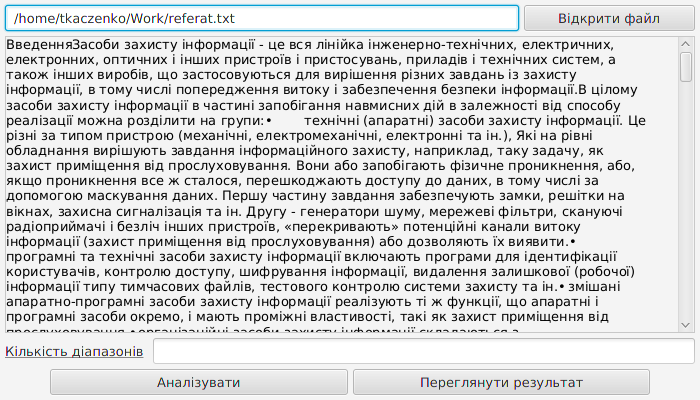 /home/tkaczenko/Work/referat.txt
Відкрити файл
ВведенняЗасоби захисту інформації - це вся лінійка інженерно-технічних, електричних,
електронних, оптичних і інших пристроїв і пристосувань, приладів і технічних систем, а
також інших виробів, що застосовуються для вирішення різних завдань із захисту
інформації, в тому числі попередження витоку і забезпечення безпеки інформації.В цілому
засоби захисту інформації в частині запобігання навмисних дій в залежності від способу
реалізації можна розділити на групи:•        технічні (апаратні) засоби захисту інформації. Це
різні за типом пристрою (механічні, електромеханічні, електронні та ін.), Які на рівні
обладнання вирішують завдання інформаційного захисту, наприклад, таку задачу, як
захист приміщення від прослуховування. Вони або запобігають фізичне проникнення, або,
якщо проникнення все ж сталося, перешкоджають доступу до даних, в тому числі за
допомогою маскування даних. Першу частину завдання забезпечують замки, решітки на
вікнах, захисна сигналізація та ін. Другу - генератори шуму, мережеві фільтри, скануючі
радіоприймачі і безліч інших пристроїв, «перекривають» потенційні канали витоку
інформації (захист приміщення від прослуховування) або дозволяють їх виявити.•
програмні та технічні засоби захисту інформації включають програми для ідентифікації
користувачів, контролю доступу, шифрування інформації, видалення залишкової (робочої)
інформації типу тимчасових файлів, тестового контролю системи захисту та ін.• змішані
апаратно-програмні засоби захисту інформації реалізують ті ж функції, що апаратні і
програмні засоби окремо, і мають проміжні властивості, такі як захист приміщення від
прослуховування.•організаційні засоби захисту інформації складаються з
Кількість діапазонів
Аналізувати
Переглянути результат